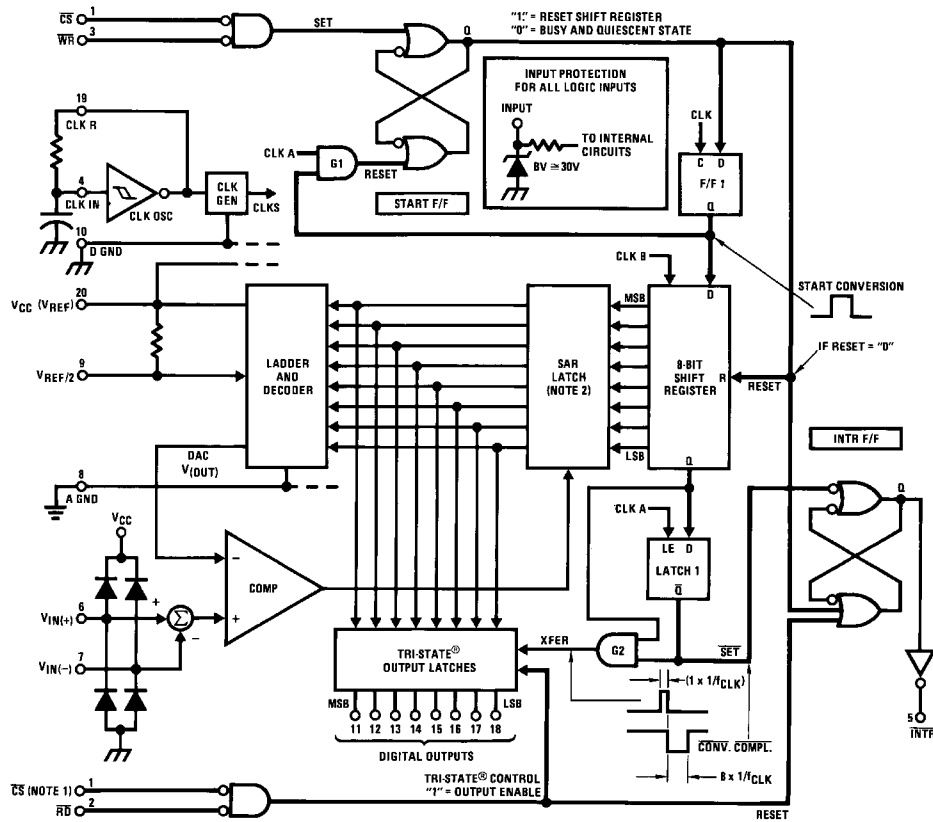 CS 1
WR 3
SET
Q
"1" = RESET SHIFT REGISTER
"0" = BUSY AND QUIESCENT STATE
INPUT PROTECTION
FOR ALL LOGIC INPUTS
INPUT
TO INTERNAL
CIRCUITS
BV ≅ 30V
19
CLK R
4
CLK IN
CLK OSC
CLK
GEN
CLKS
10
D GND
CLK A
G1
RESET
START F/F
CLK
C D
F/F 1
Q
CLK B
D
START CONVERSION
20
VCC (VREF)
9
VREF/2
LADDER
AND
DECODER
SAR
LATCH
(NOTE 2)
MSB
LSB
8-BIT
SHIFT
REGISTER
R
RESET
IF RESET = "0"
Q
INTR F/F
Q
DAC
V(OUT)
8
A GND
CLK A
LE D
LATCH 1
Q
VCC
COMP
−
+
VIN(+) 6
+
Σ
−
VIN(−) 7
TRI-STATE®
OUTPUT LATCHES
XFER
G2
SET
(1 x 1/fCLK)
MSB
LSB
11 12 13 14 15 16 17 18
DIGITAL OUTPUTS
CONV. COMPL.
8 x 1/fCLK
5
INTR
TRI-STATE® CONTROL
"1" = OUTPUT ENABLE
CS (NOTE 1) 1
RD 2
RESET